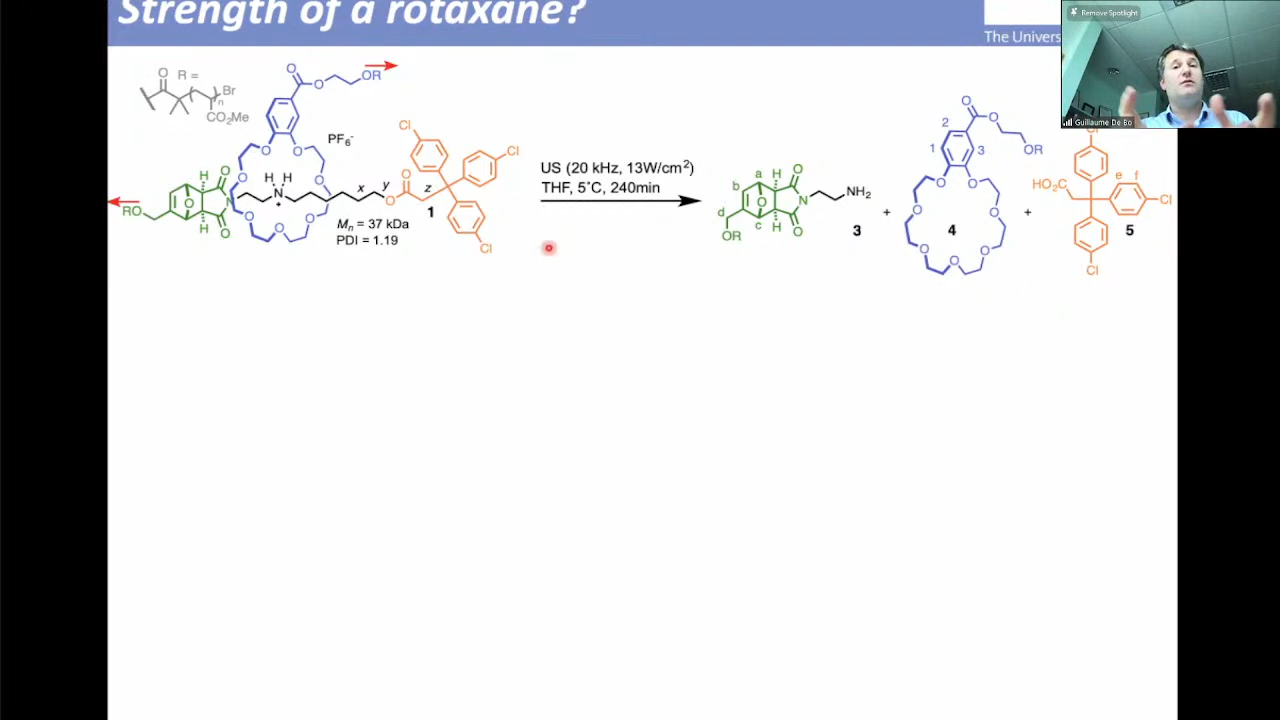 Strength of a rotaxane?
The Univers
Remove Spotlight
Guillaume De Bo
R =
O
Br
n
CO₂Me
O
O
OR
PF₆⁻
Cl
Cl
Cl
H H
N
+
H
H
O
O
O
N
RO
x
y
z
O
O
1
Mn = 37 kDa
PDI = 1.19
US (20 kHz, 13W/cm²)
THF, 5˚C, 240min
a
b
c
d
H
H
O
O
O
N
NH₂
OR
3
+
O
O
OR
2
1
3
O
O
O
O
O
O
O
4
+
Cl
HO₂C
e
f
Cl
Cl
5